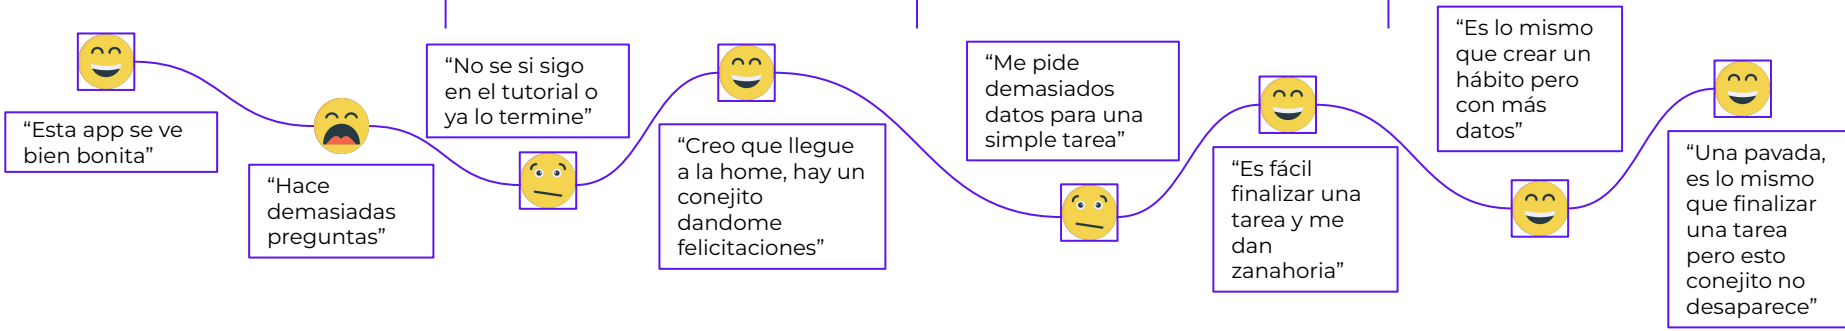 “Esta app se ve
bien bonita”
“Hace
demasiadas
preguntas”
“No se si sigo
en el tutorial o
ya lo termine”
“Creo que llegue
a la home, hay un
conejito
dandome
felicitaciones”
“Me pide
demasiados
datos para una
simple tarea”
“Es fácil
finalizar una
tarea y me
dan
zanahoria”
“Es lo mismo
que crear un
hábito pero
con más
datos”
“Una pavada,
es lo mismo
que finalizar
una tarea
pero esto
conejito no
desaparece”